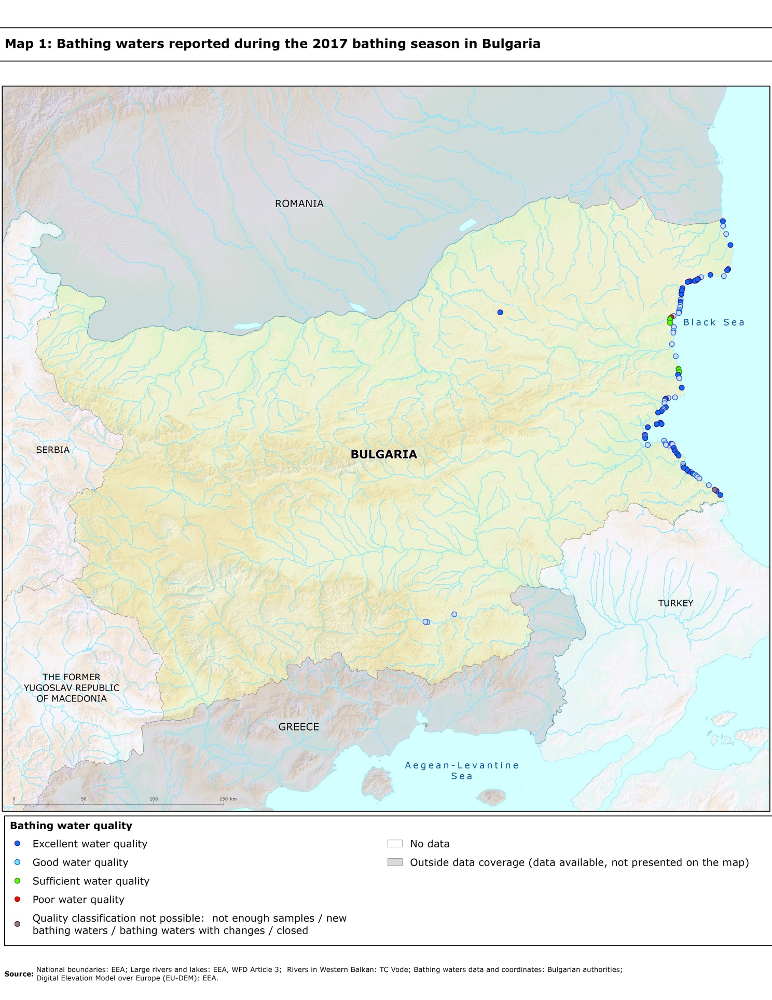 Map 1: Bathing waters reported during the 2017 bathing season in Bulgaria
ROMANIA
Black Sea
SERBIA
BULGARIA
TURKEY
THE FORMER
YUGOSLAV REPUBLIC
OF MACEDONIA
GREECE
Aegean-Levantine
Sea
0 50 100 150 km
Bathing water quality
Excellent water quality
Good water quality
Sufficient water quality
Poor water quality
Quality classification not possible: not enough samples / new
bathing waters / bathing waters with changes / closed
No data
Outside data coverage (data available, not presented on the map)
Source: National boundaries: EEA; Large rivers and lakes: EEA, WFD Article 3; Rivers in Western Balkan: TC Vode; Bathing waters data and coordinates: Bulgarian authorities;
Digital Elevation Model over Europe (EU-DEM): EEA.